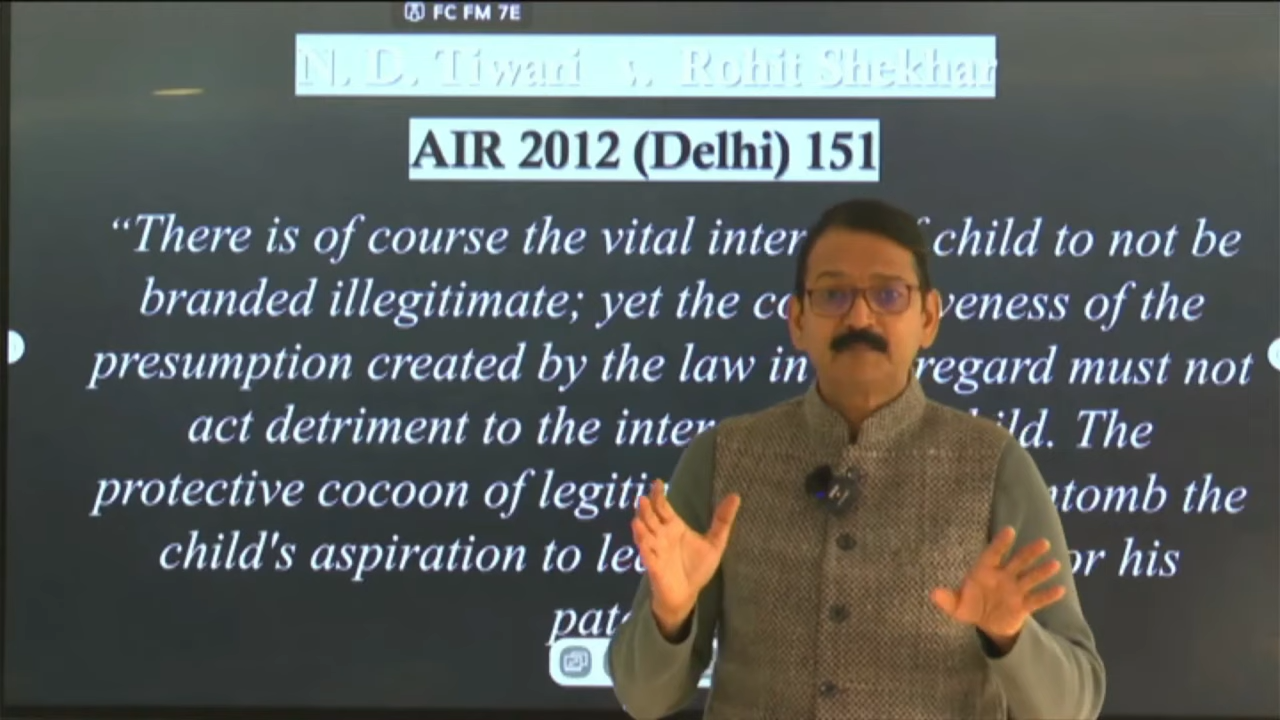 FC FM 7E
N. D. Tiwari v. Rohit Shekhar
AIR 2012 (Delhi) 151
“There is of course the vital inter child to not be
branded illegitimate; yet the co veness of the
presumption created by the law in regard must not
act detriment to the inter ld. The
protective cocoon of legiti ntomb the
child's aspiration to le or his
pate